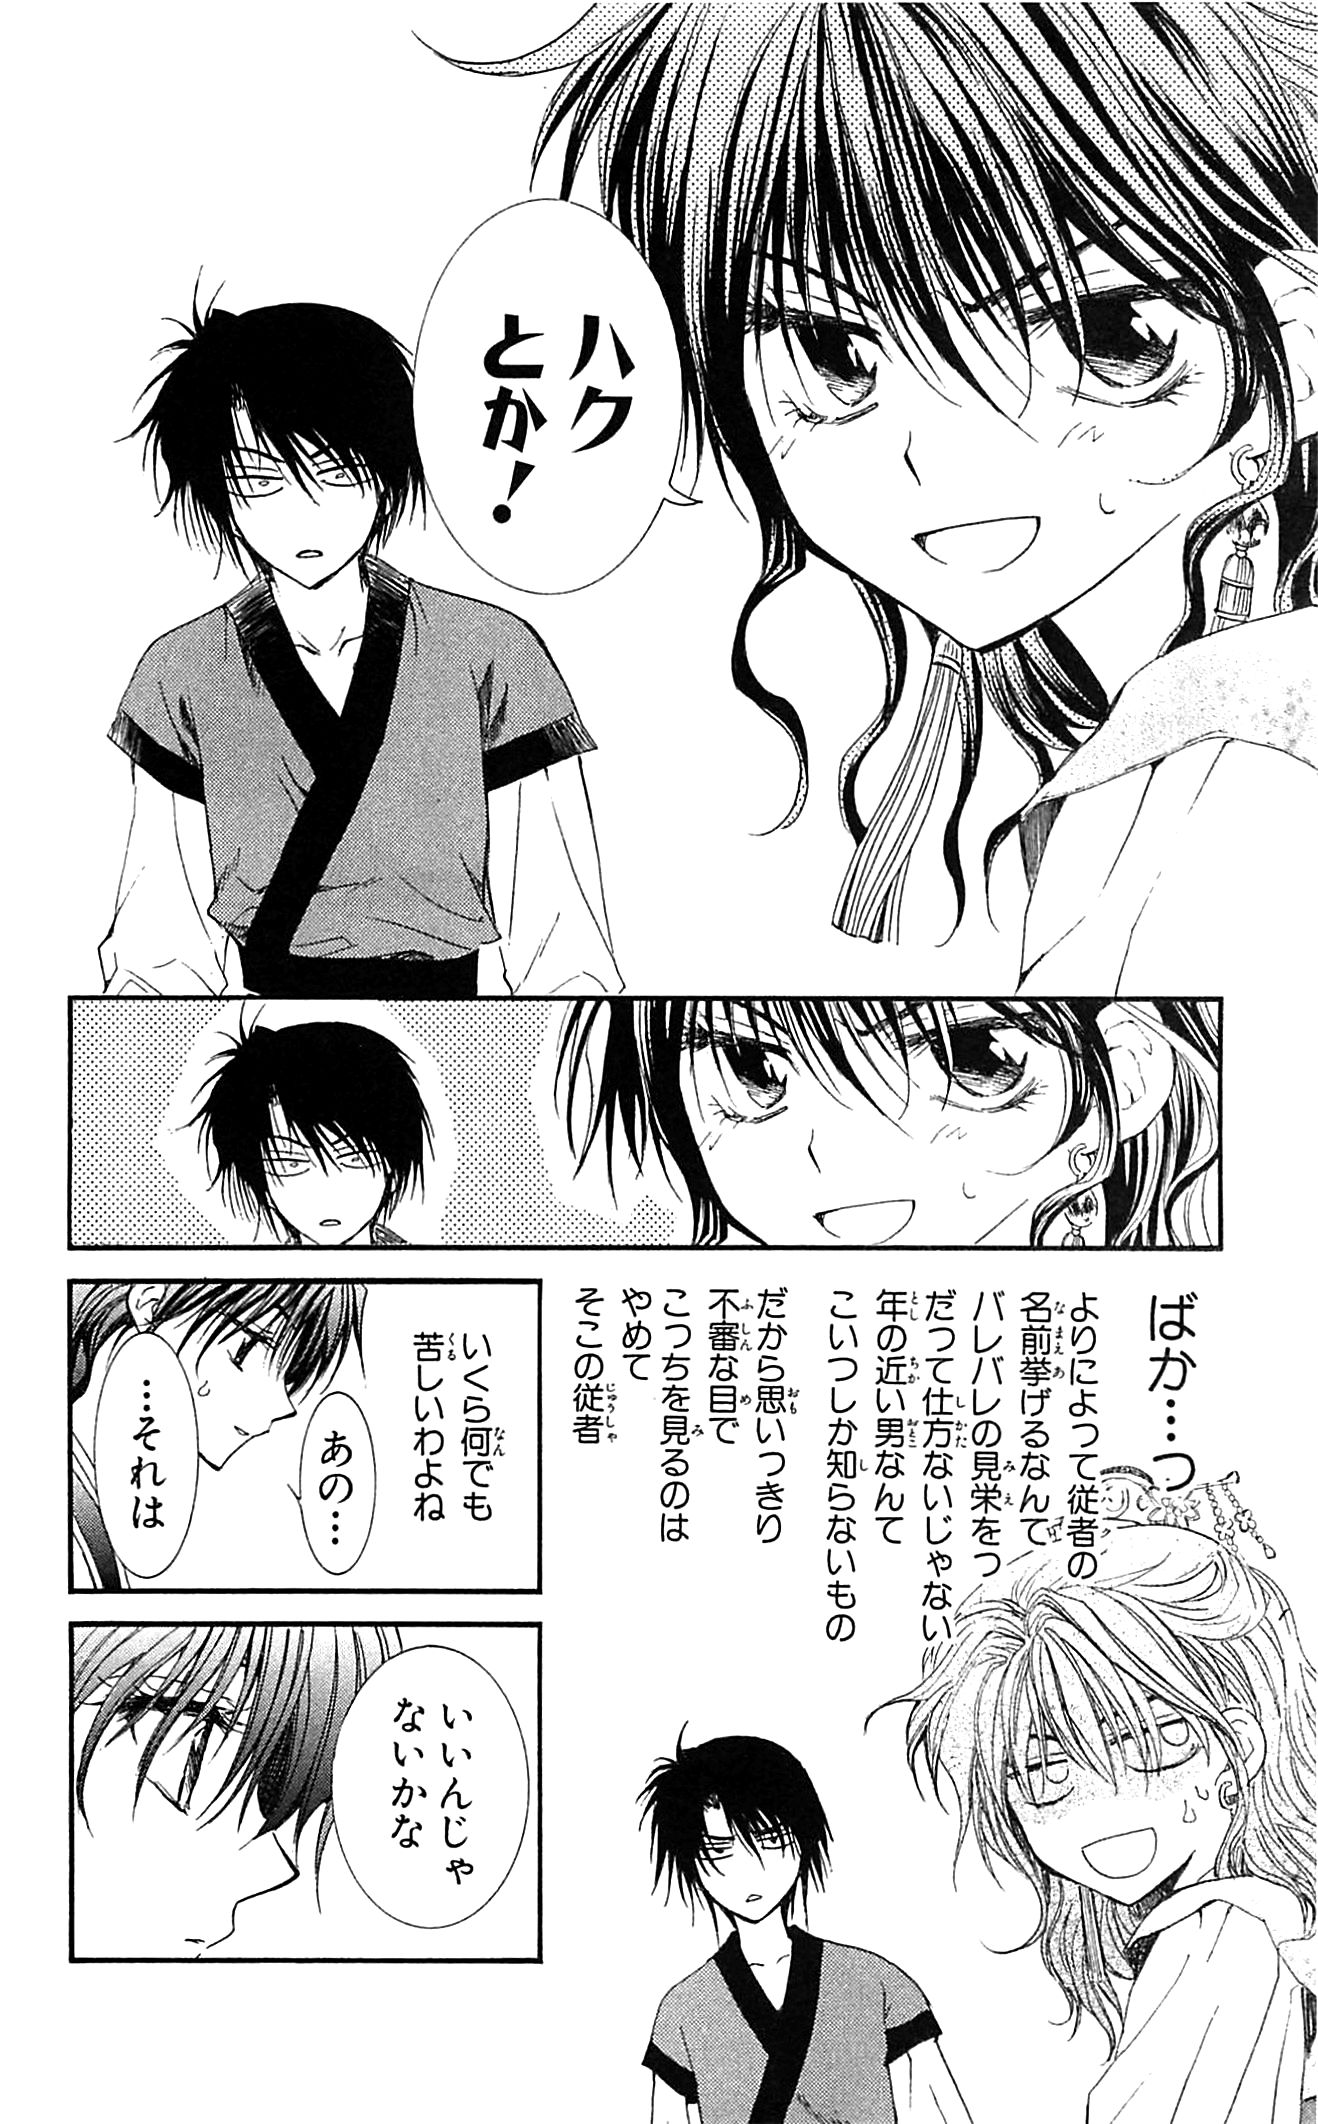 ハク
とか！
ばか…っ
よりによって従者の
名前挙げるなんて
バレバレの見栄をっ
だって仕方ないじゃない
年の近い男なんて
こいつしか知らないもの
だから思いっきり
不審な目で
こっちを見るのは
やめて
そこの従者
いくら何でも
苦しいわよね
あの…
…それは
いいんじゃ
ないかな